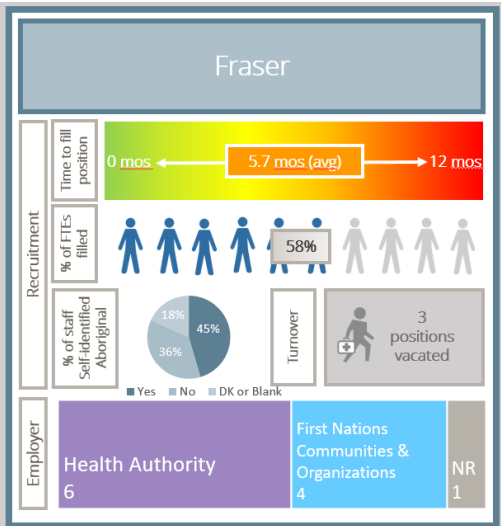 Fraser
Recruitment
Time to fill
position
0 mos
5.7 mos (avg)
12 mos
% of FTEs
filled
58%
% of staff
Self-identified
Aboriginal
18%
45%
36%
Yes
No
DK or Blank
Turnover
3
positions
vacated
Employer
Health Authority
6
First Nations
Communities &
Organizations
4
NR
1